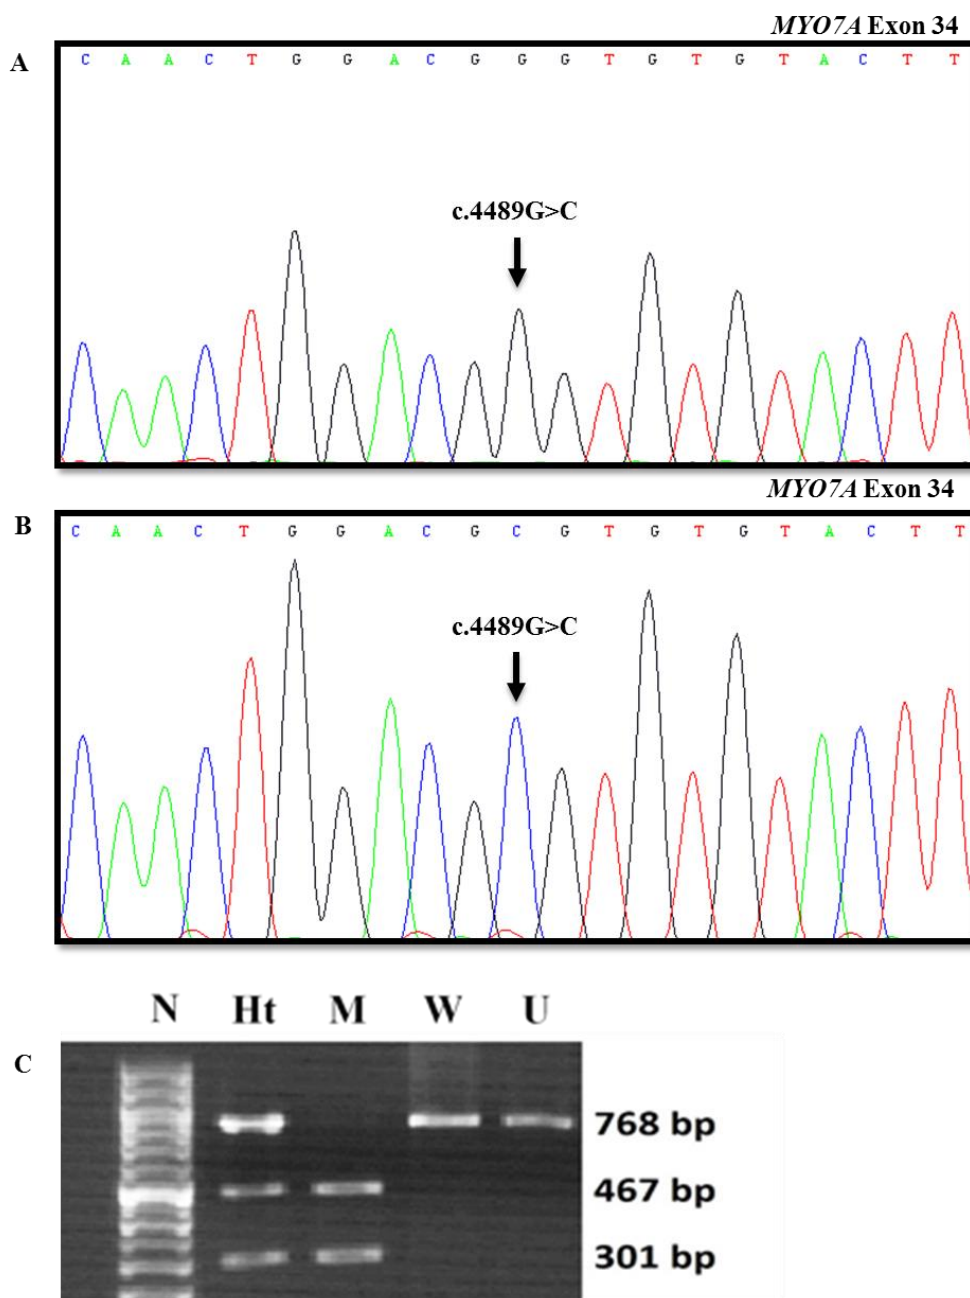 MYO7A Exon 34
A
C A A C T G G A C G G G T G T G T A C T T
c.4489G>C
MYO7A Exon 34
B
C A A C T G G A C G C G T G T G T A C T T
c.4489G>C
N Ht M W U
C
768 bp
467 bp
301 bp